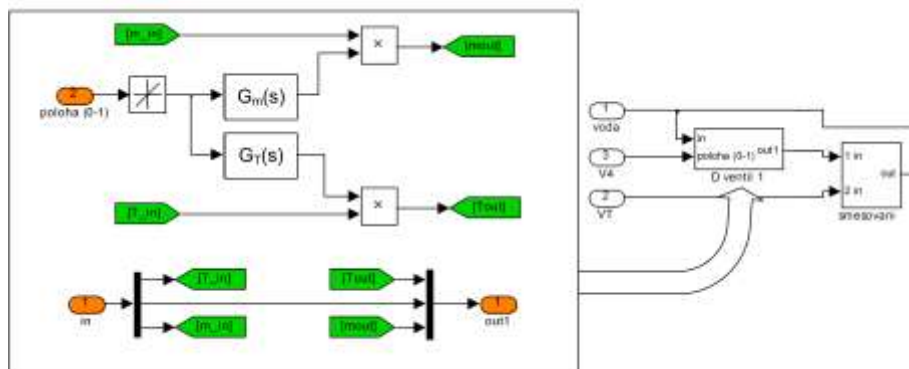 [m_in]
×
[mout]
2
poloha (0-1)
Gm(s)
GT(s)
[T_in]
×
[Tout]
[T_in]
[Tout]
1
in
[m_in]
[mout]
1
out1
1
voda
in
poloha (0-1)
out1
3
V4
D ventil 1
2
VT
1 in
2 in
out
smesovani